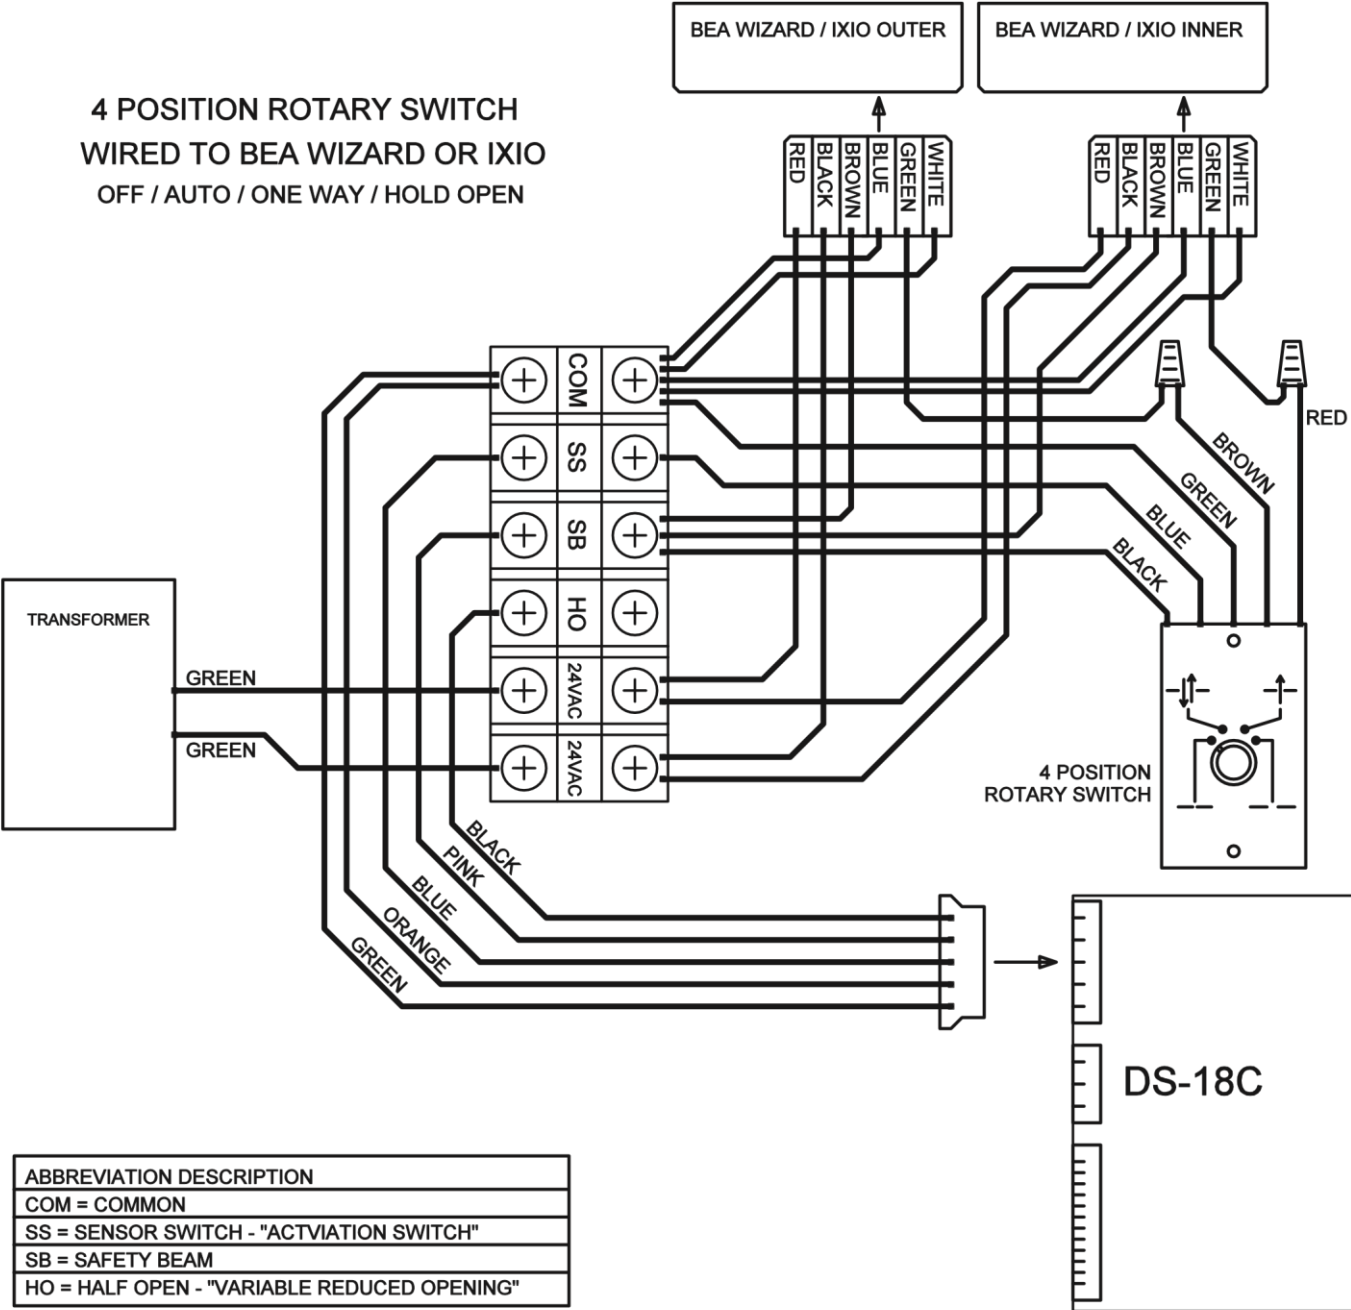 BEA WIZARD / IXIO OUTER
BEA WIZARD / IXIO INNER
4 POSITION ROTARY SWITCH
WIRED TO BEA WIZARD OR IXIO
OFF / AUTO / ONE WAY / HOLD OPEN
RED
BLACK
BROWN
BLUE
GREEN
WHITE
RED
BLACK
BROWN
BLUE
GREEN
WHITE
COM
SS
SB
HO
24VAC
24VAC
RED
BROWN
GREEN
BLUE
BLACK
TRANSFORMER
GREEN
GREEN
4 POSITION
ROTARY SWITCH
BLACK
PINK
BLUE
ORANGE
GREEN
DS-18C
ABBREVIATION DESCRIPTION
COM = COMMON
SS = SENSOR SWITCH - "ACTVIATION SWITCH"
SB = SAFETY BEAM
HO = HALF OPEN - "VARIABLE REDUCED OPENING"